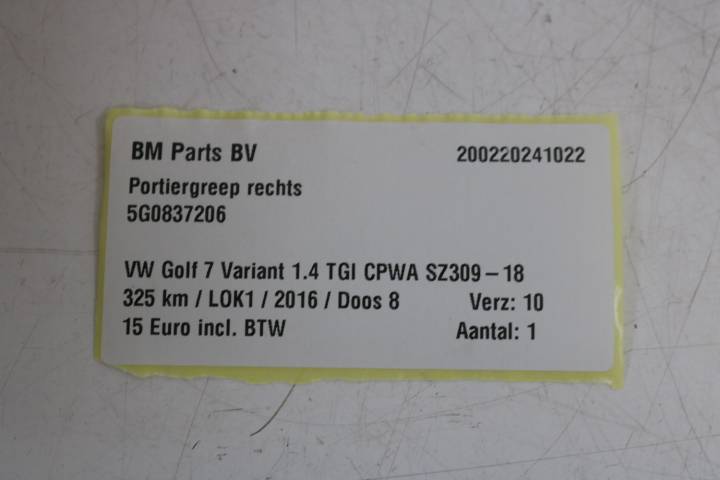 BM Parts BV 200220241022
Portiergreep rechts
5G0837206
VW Golf 7 Variant 1.4 TGI CPWA SZ309-18
325 km / LOK1 / 2016 / Doos 8 Verz: 10
15 Euro incl. BTW Aantal: 1